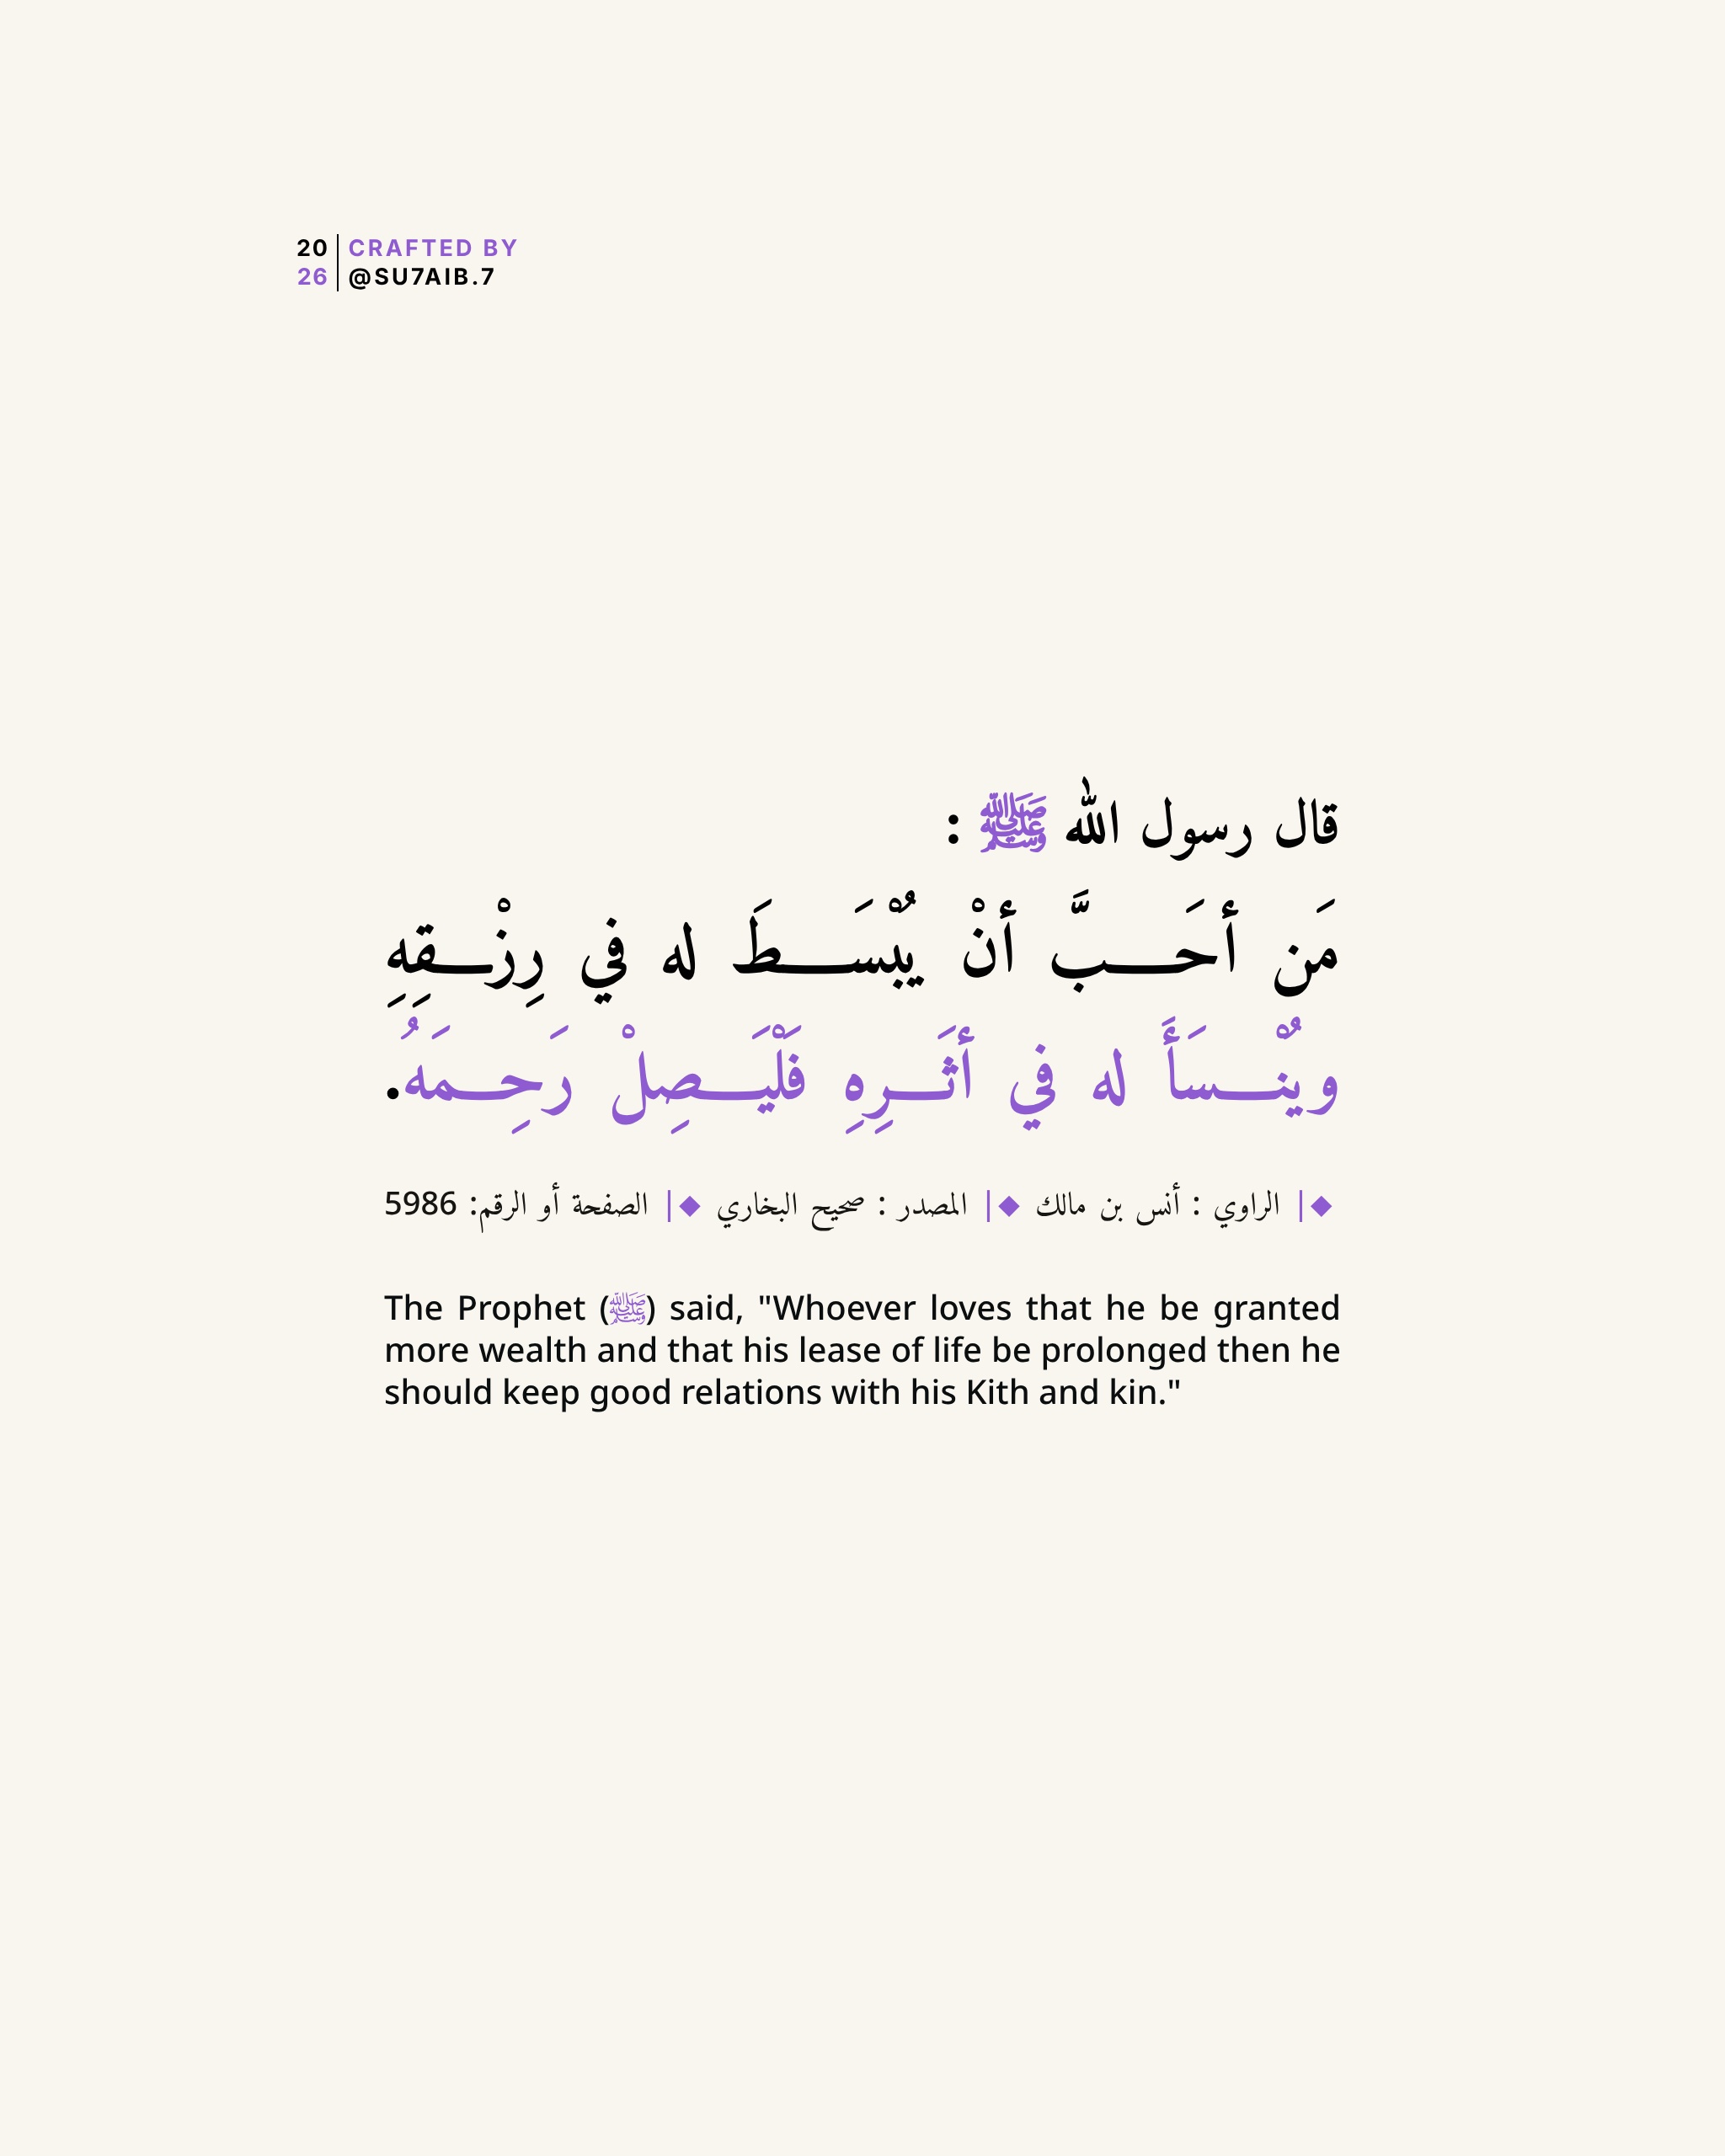 20 CRAFTED BY
26 @SU7AIB.7
قال رسول الله ﷺ :
مَن أحَـــبَّ أنْ يُبْسَـــطَ له في رِزْـــقِهِ
ويُنْـــسَأَ له في أثَـــرِهِ فَلْيَـــصِلْ رَحِـــمَهُ.
◆| الراوي : أنس بن مالك ◆| المصدر : صحيح البخاري ◆| الصفحة أو الرقم: 5986
The Prophet (ﷺ) said, "Whoever loves that he be granted
more wealth and that his lease of life be prolonged then he
should keep good relations with his Kith and kin."